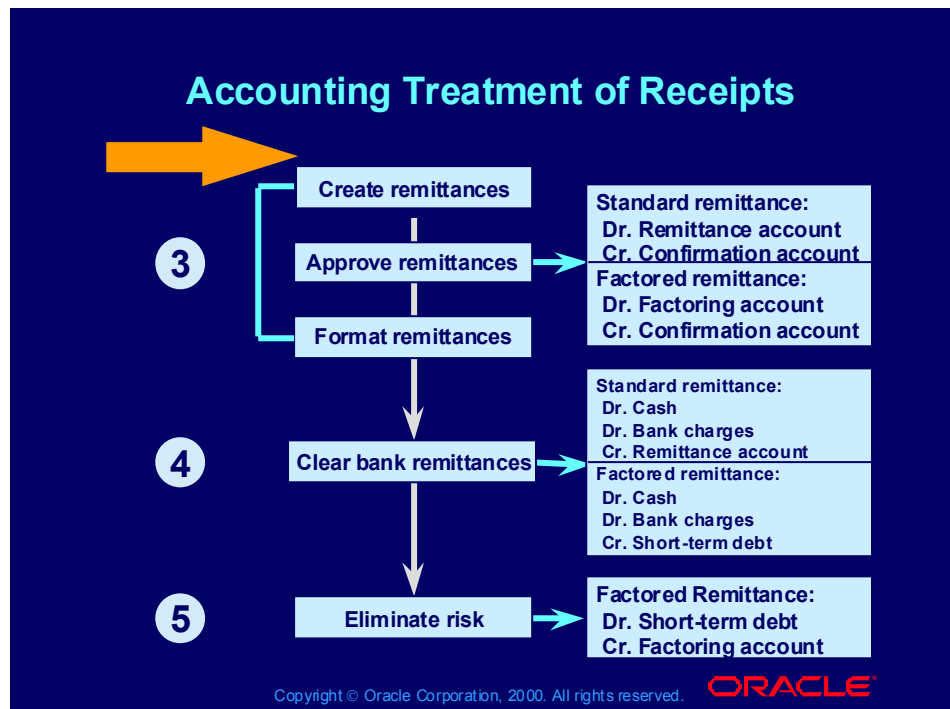 Accounting Treatment of Receipts
3
Create remittances
Approve remittances
Format remittances
Standard remittance:
Dr. Remittance account
Cr. Confirmation account
Factored remittance:
Dr. Factoring account
Cr. Confirmation account
4
Clear bank remittances
Standard remittance:
Dr. Cash
Dr. Bank charges
Cr. Remittance account
Factored remittance:
Dr. Cash
Dr. Bank charges
Cr. Short-term debt
5
Eliminate risk
Factored Remittance:
Dr. Short-term debt
Cr. Factoring account
Copyright © Oracle Corporation, 2000. All rights reserved.
ORACLE